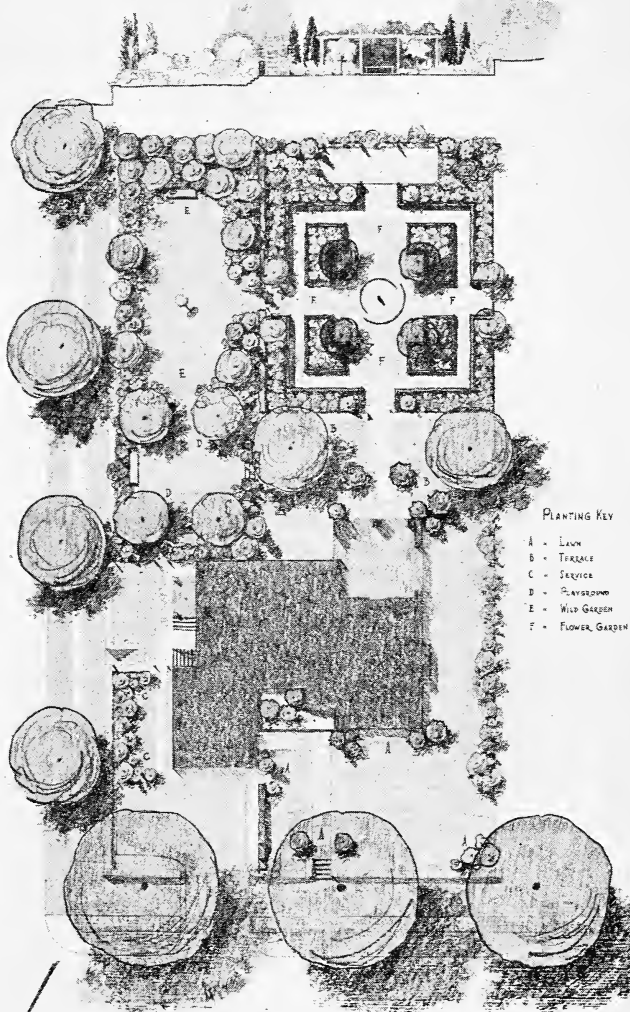 E
F
F
F
E
F
D
B
B
D
PLANTING KEY
A - LAWN
B - TERRACE
C - SERVICE
D - PLAYGROUND
E - WILD GARDEN
F - FLOWER GARDEN
C
C
A
A
A
A